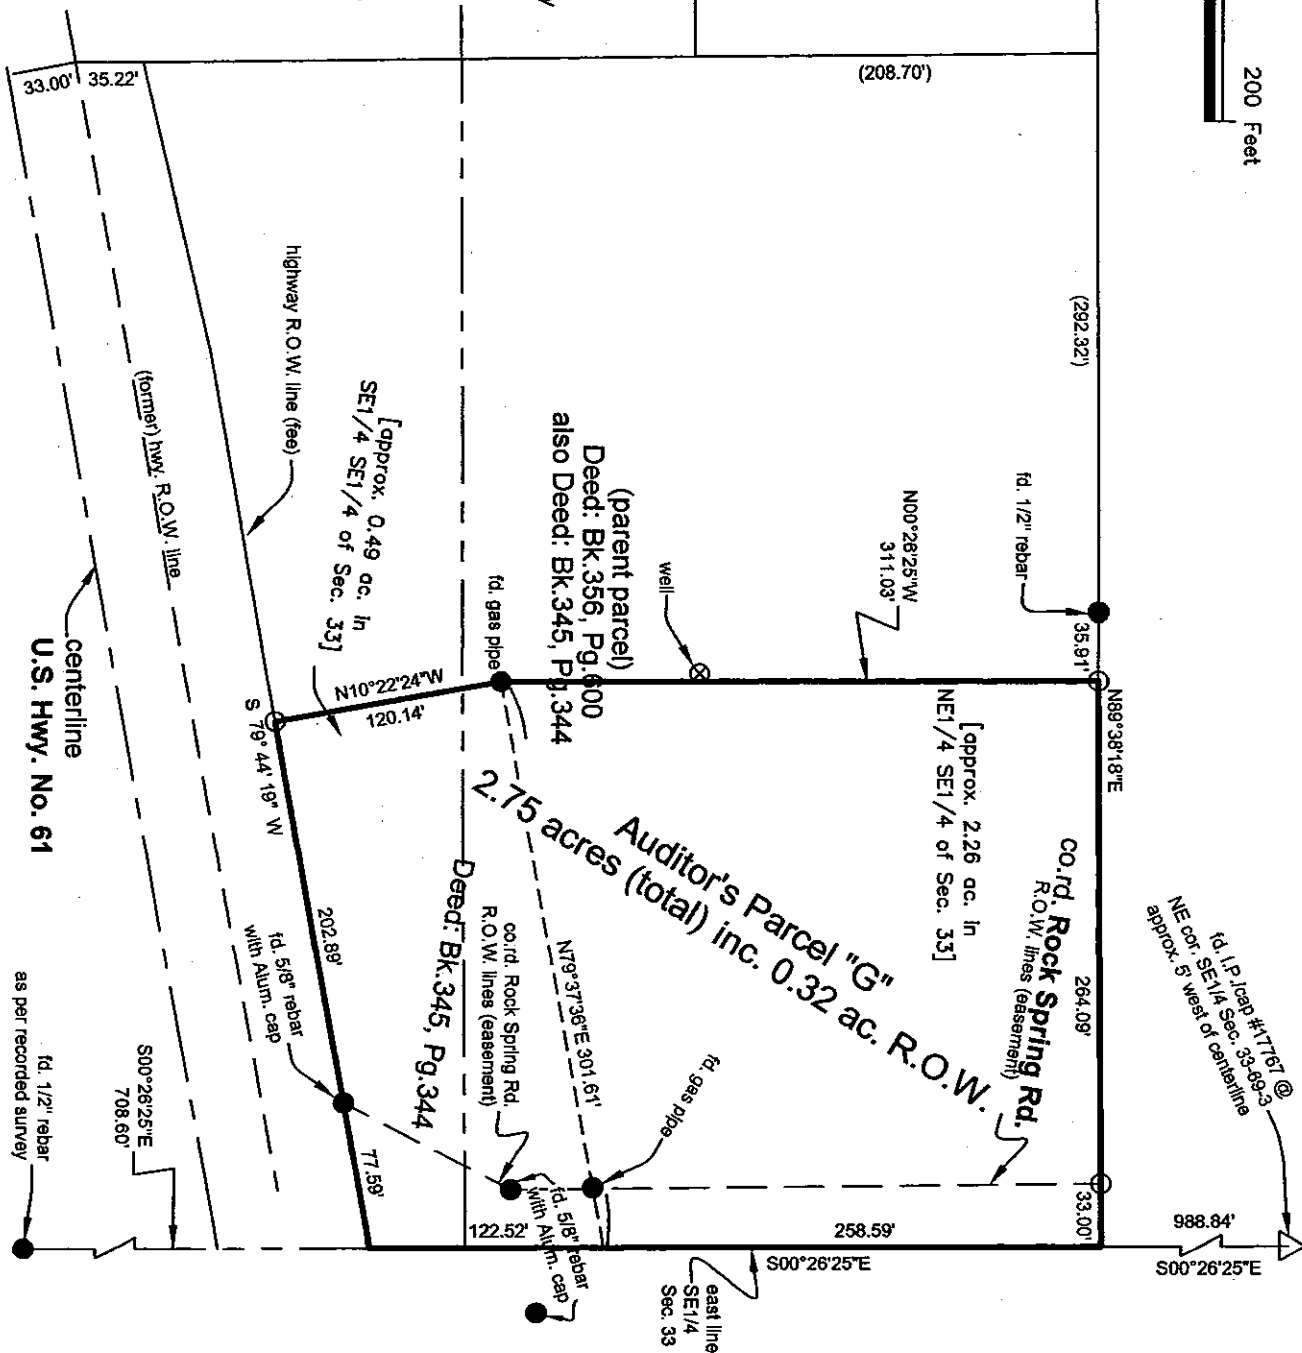 200 Feet
33.00'
35.22'
(208.70')
(292.32')
highway R.O.W. line (fee)
(former) hwy. R.O.W. line
[approx. 0.49 ac. in
SE1/4 SE1/4 of Sec. 33]
(parent parcel)
Deed: Bk.356, Pg.600
also Deed: Bk.345, Pg.344
fd. 1/2" rebar
N00°26'25"W
311.03'
well
fd. gas pipe
35.91'
N89°38'18"E
N10°22'24"W
120.14'
S 79° 44' 19" W
centerline
U.S. Hwy. No. 61
[approx. 2.26 ac. in
NE1/4 SE1/4 of Sec. 33]
co.rd. Rock Spring Rd.
R.O.W. lines (easement)
264.09'
fd I.P./cap #17767 @
NE cor. SE1/4 Sec. 33-69-3
approx. 5' west of centerline
Auditor's Parcel "G"
2.75 acres (total) inc. 0.32 ac. R.O.W.
N79°37'36"E 301.61'
fd. gas pipe
co.rd. Rock Spring Rd.
R.O.W. lines (easement)
Deed: Bk.345, Pg.344
202.89'
fd. 5/8" rebar
with Alum. cap
77.59'
fd. 5/8" rebar
with Alum. cap
122.52'
258.59'
33.00'
988.84'
S00°26'25"E
S00°26'25"E
east line
SE1/4
Sec. 33
S00°26'25"E
708.60'
fd. 1/2" rebar
as per recorded survey